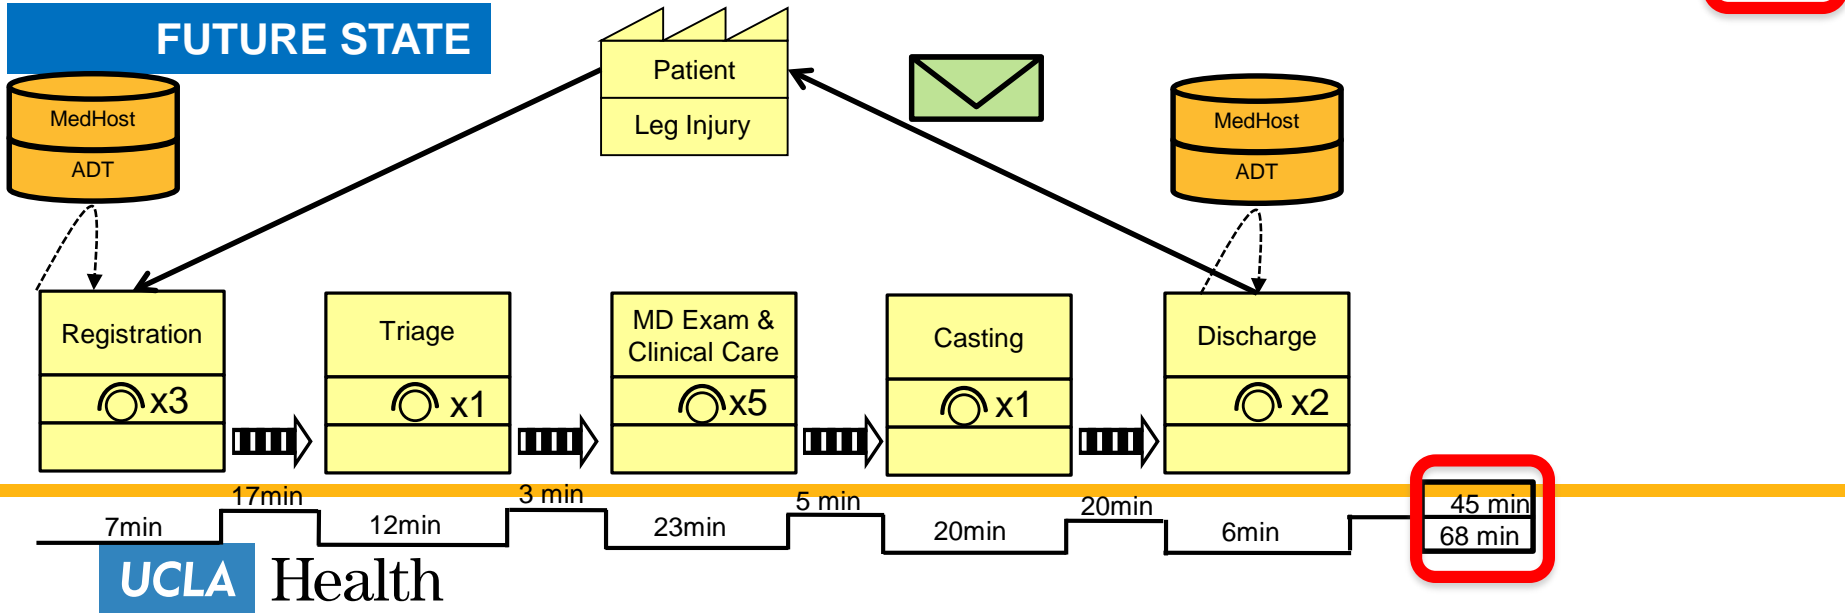 FUTURE STATE
Patient
Leg Injury
MedHost
ADT
MedHost
ADT
Registration
x3
Triage
x1
MD Exam &
Clinical Care
x5
Casting
x1
Discharge
x2
7min
17min
12min
3 min
23min
5 min
20min
20min
6min
45 min
68 min
UCLA Health